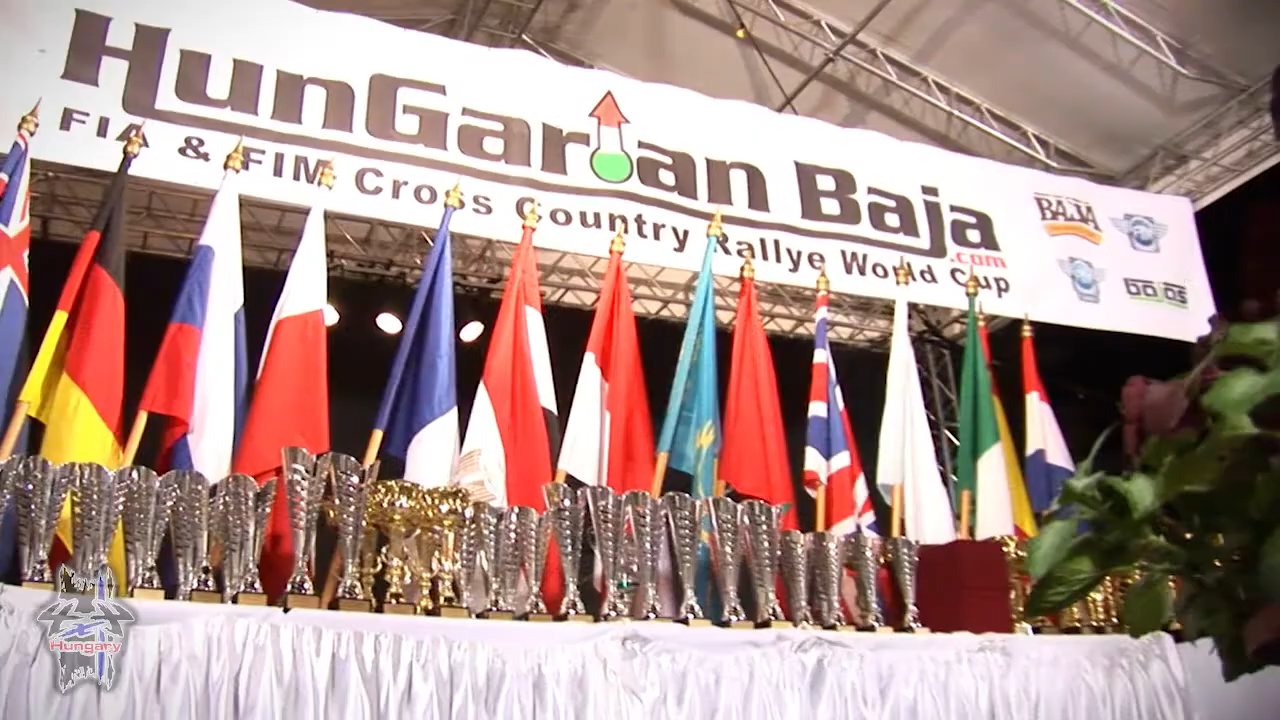 HunGarian Baja
.com
FIA & FIM Cross Country Rallye World Cup
BAJA
Hungary